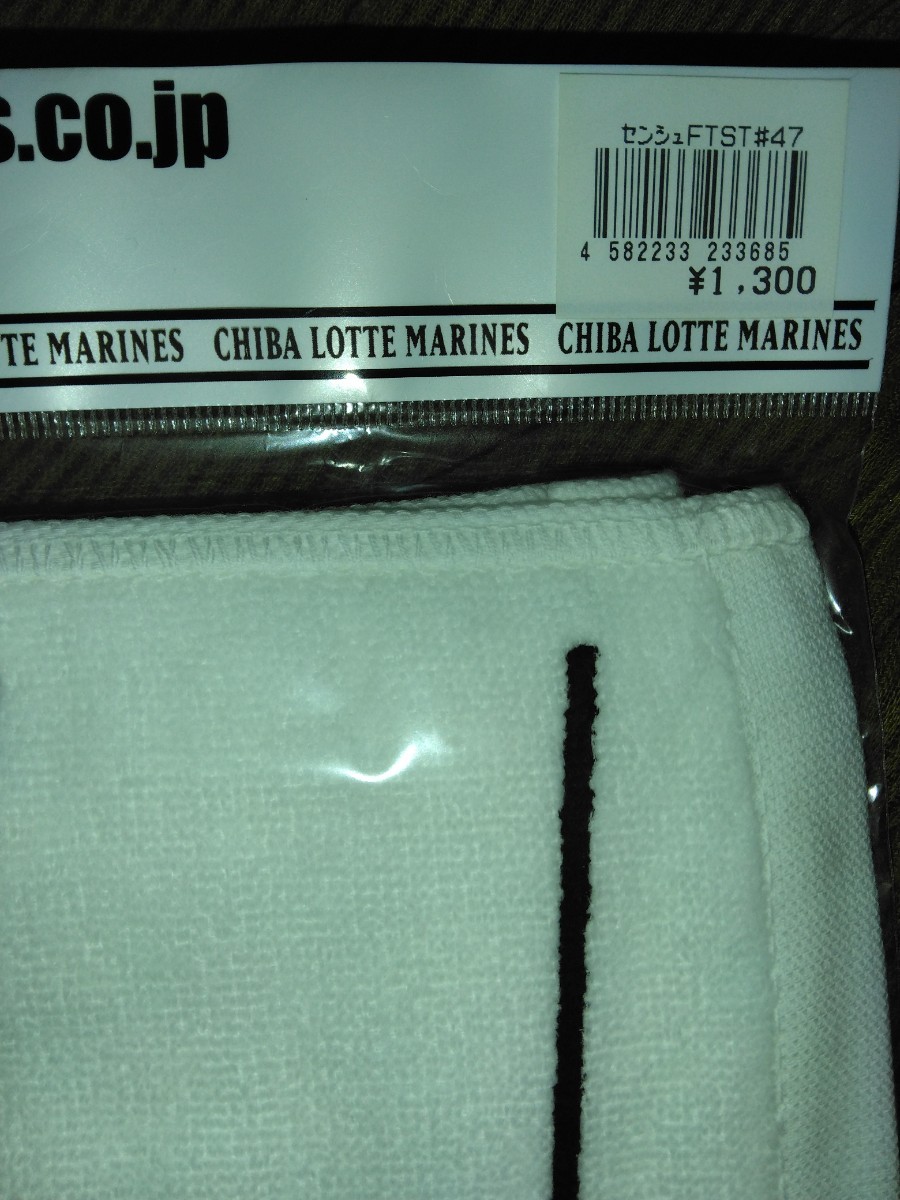 s.co.jp
センシュFTST#47
4 582233 233685
¥1,300
TE MARINES CHIBA LOTTE MARINES CHIBA LOTTE MARINES